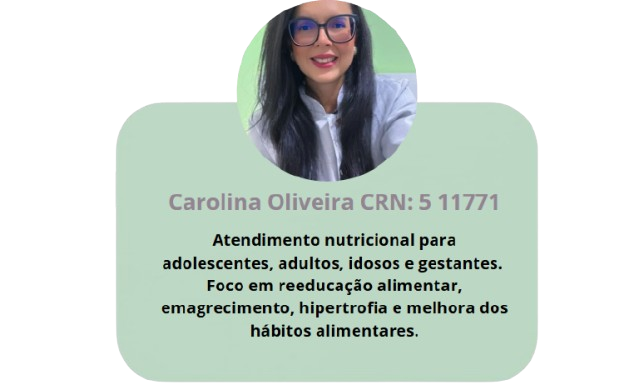 Carolina Oliveira CRN: 5 11771
Atendimento nutricional para
adolescentes, adultos, idosos e gestantes.
Foco em reeducação alimentar,
emagrecimento, hipertrofia e melhora dos
hábitos alimentares.